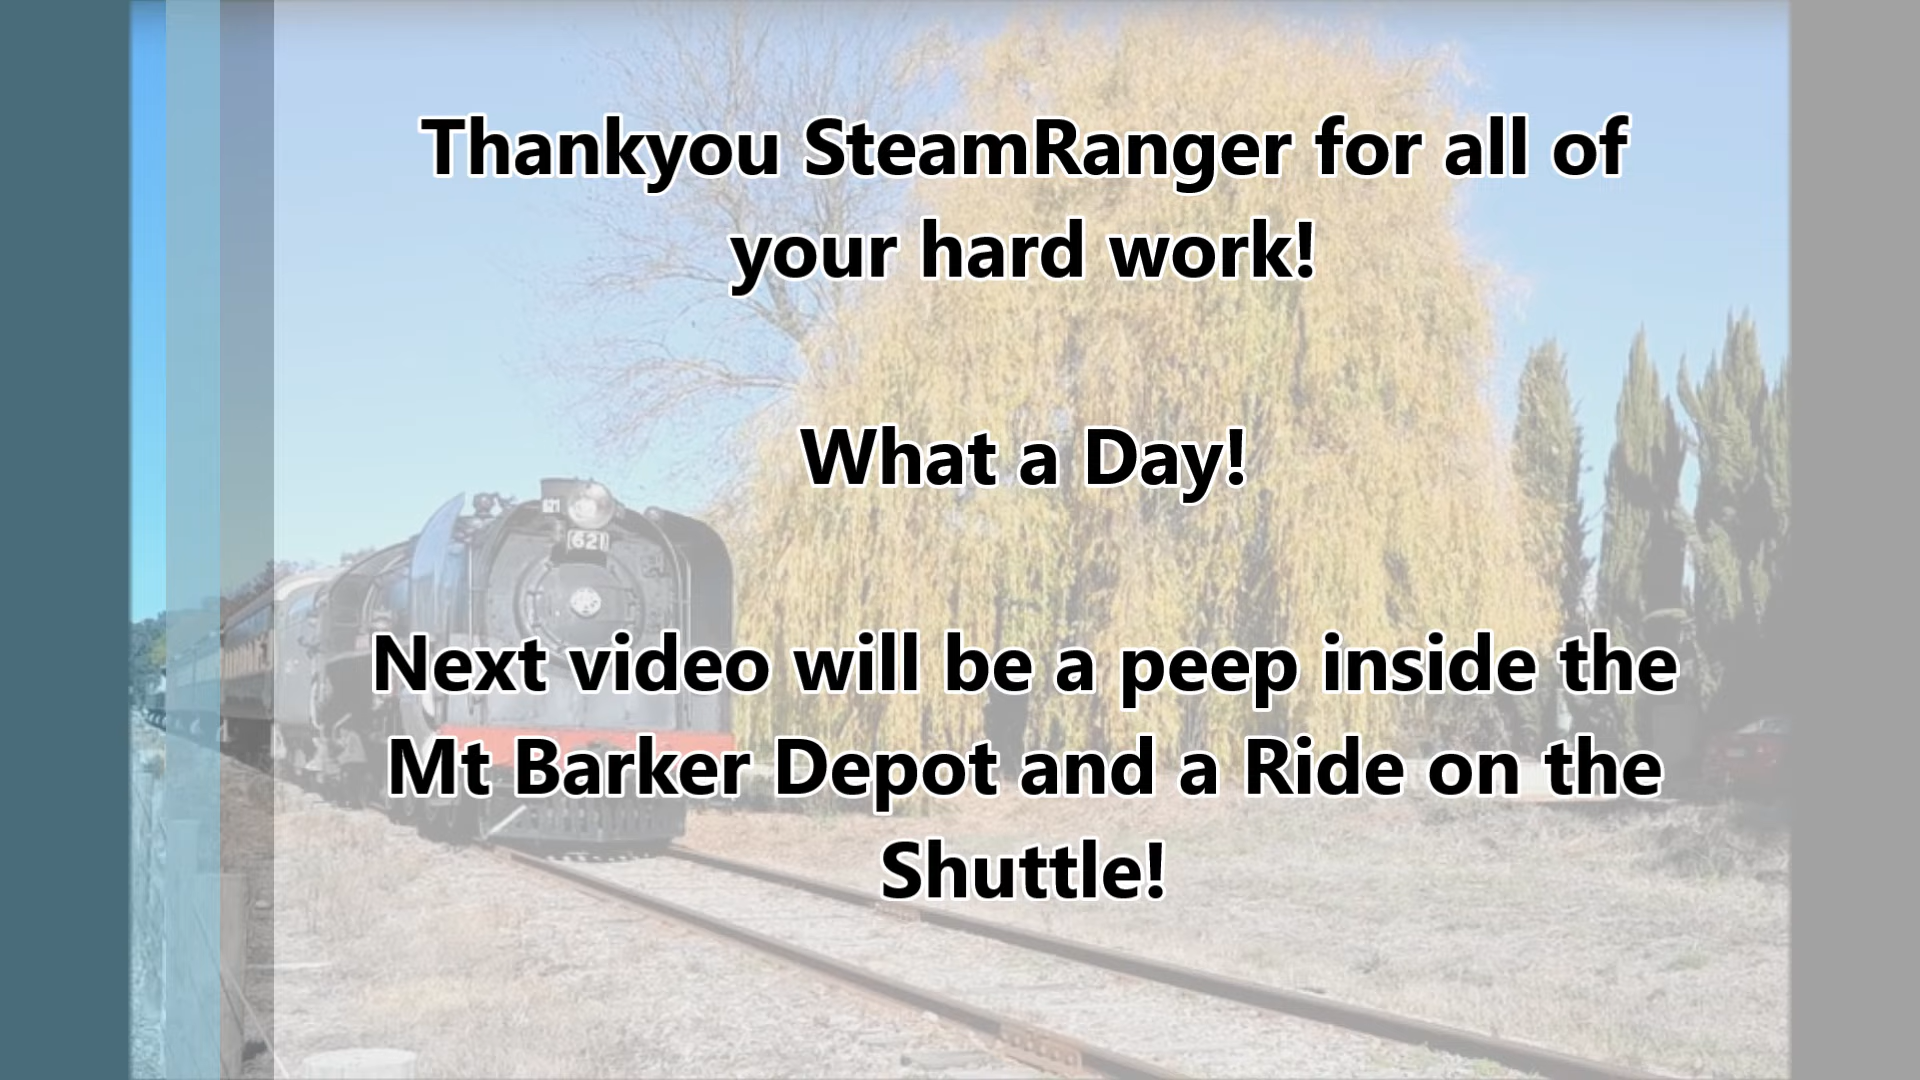 Thankyou SteamRanger for all of
your hard work!
What a Day!
621
(621)
Next video will be a peep inside the
Mt Barker Depot and a Ride on the
Shuttle!